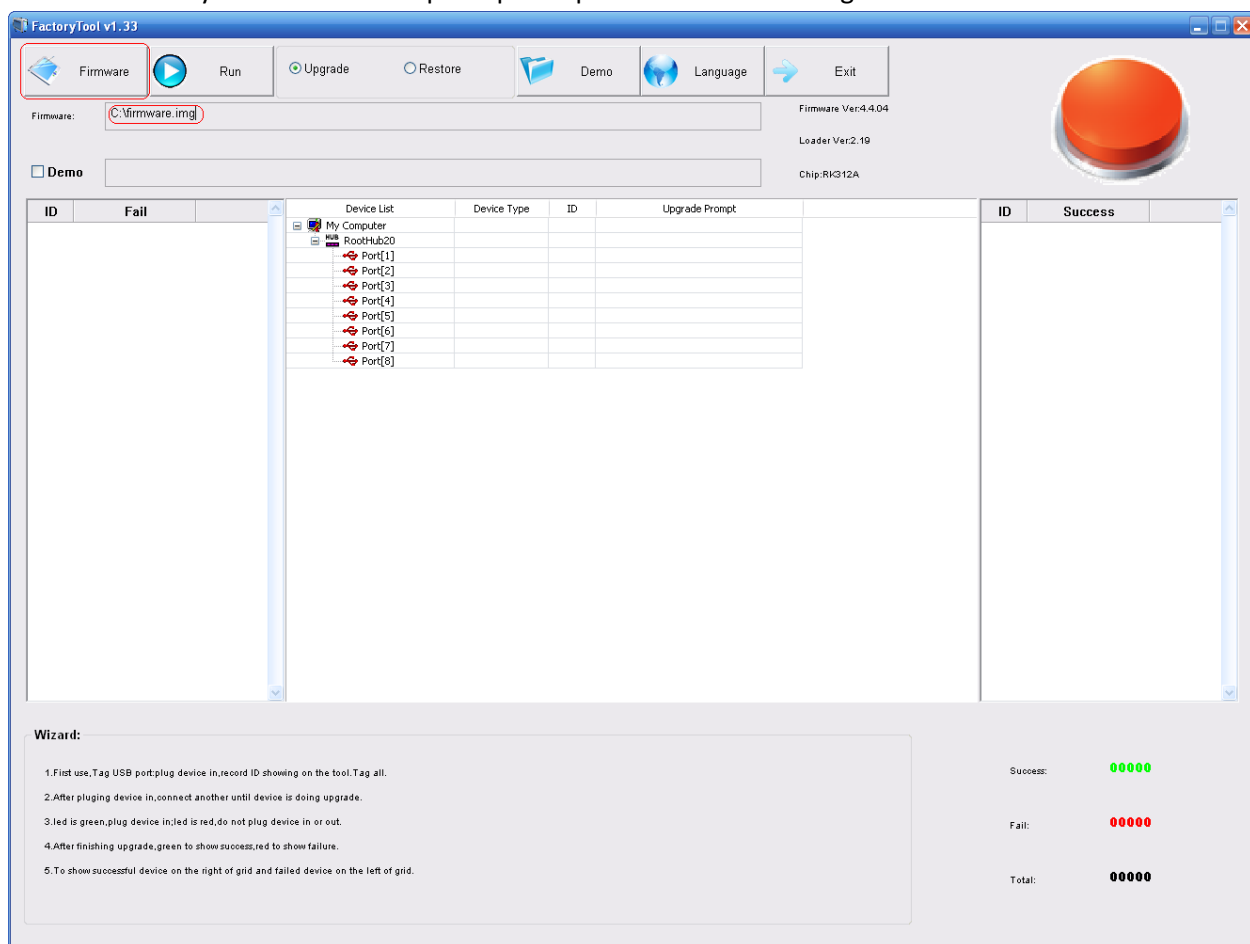 FactoryTool v1.33
Firmware Run Upgrade Restore Demo Language Exit
Firmware: C:\firmware.img
Firmware Ver:4.4.04
Loader Ver:2.19
Demo
Chip:RK312A
ID Fail
Device List Device Type ID Upgrade Prompt
ID Success
My Computer
HUB RootHub20
Port[1]
Port[2]
Port[3]
Port[4]
Port[5]
Port[6]
Port[7]
Port[8]
Wizard:
1.First use,Tag USB port:plug device in,record ID showing on the tool.Tag all.
2.After pluging device in,connect another until device is doing upgrade.
3.led is green,plug device in;led is red,do not plug device in or out.
4.After finishing upgrade,green to show success,red to show failure.
5.To show successful device on the right of grid and failed device on the left of grid.
Success: 00000
Fail: 00000
Total: 00000